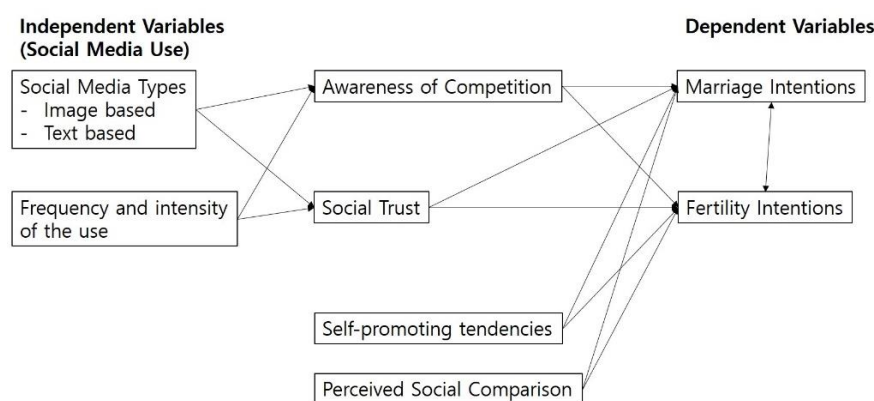 Independent Variables
(Social Media Use)
Dependent Variables
Social Media Types
- Image based
- Text based
Awareness of Competition
Marriage Intentions
Frequency and intensity
of the use
Social Trust
Fertility Intentions
Self-promoting tendencies
Perceived Social Comparison